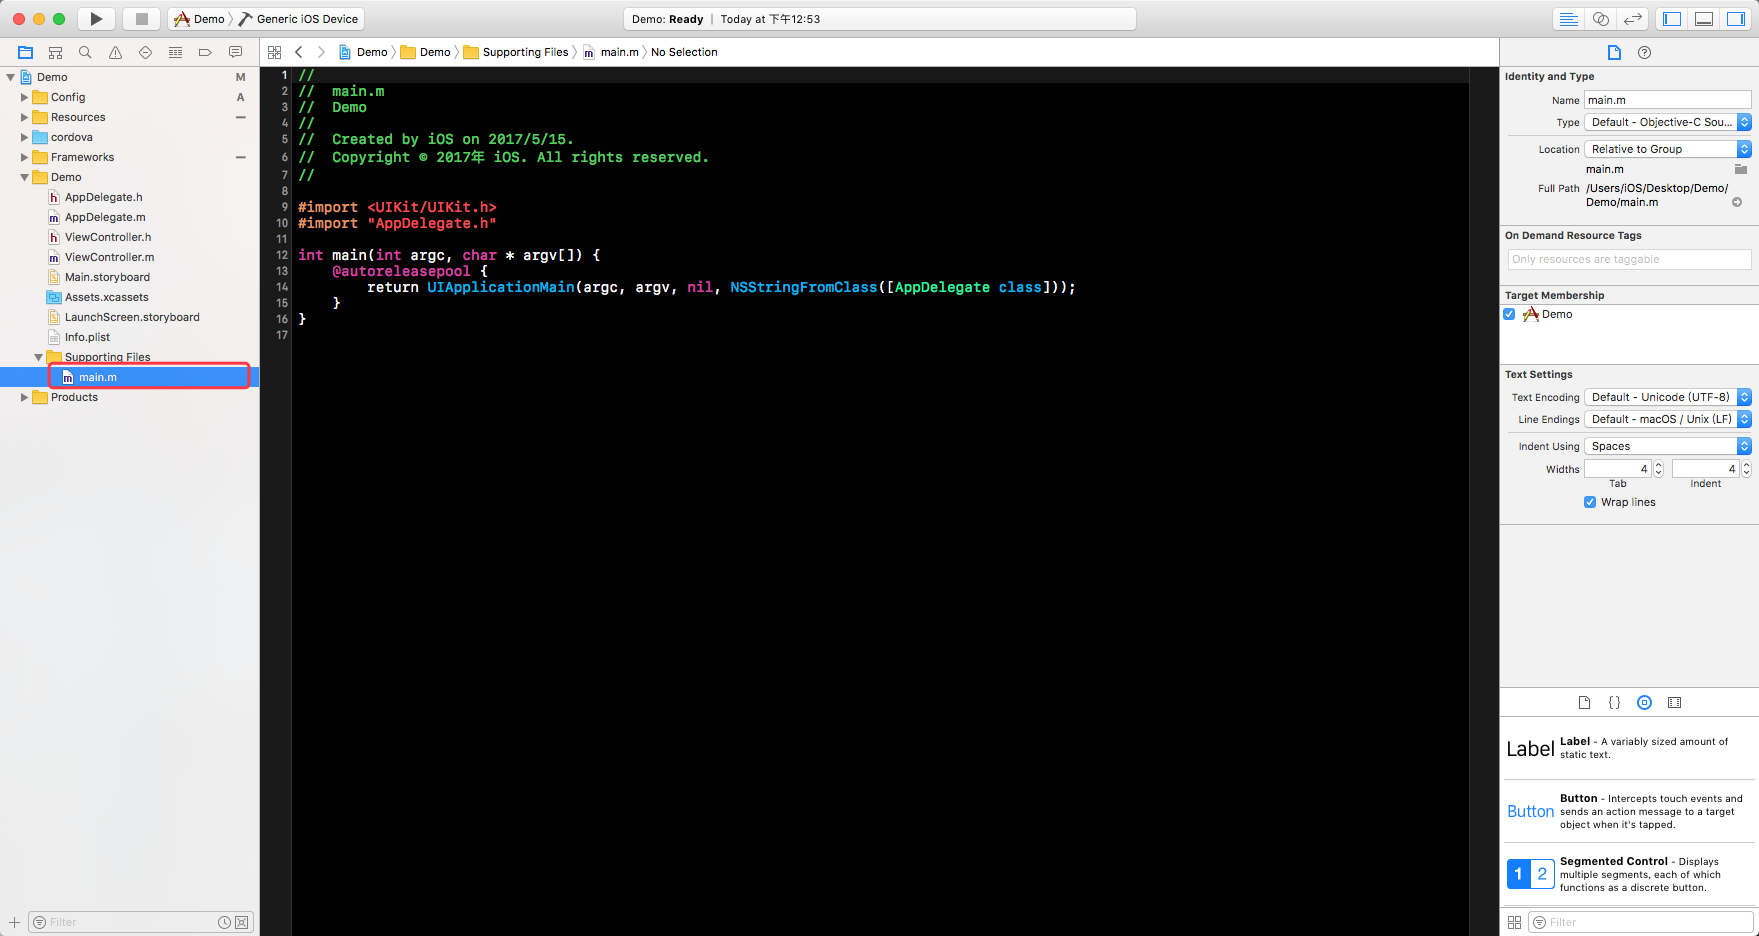 Demo
Generic iOS Device
Demo: Ready | Today at 下午12:53
Demo
Demo
Supporting Files
m main.m
No Selection
Demo M
Config A
Resources
cordova
Frameworks
Demo
h AppDelegate.h
m AppDelegate.m
h ViewController.h
m ViewController.m
Main.storyboard
Assets.xcassets
LaunchScreen.storyboard
Info.plist
Supporting Files
m main.m
Products
Filter
1 //
2 //  main.m
3 //  Demo
4 //
5 //  Created by iOS on 2017/5/15.
6 //  Copyright © 2017年 iOS. All rights reserved.
7 //
8
9 #import <UIKit/UIKit.h>
10 #import "AppDelegate.h"
11
12 int main(int argc, char * argv[]) {
13     @autoreleasepool {
14         return UIApplicationMain(argc, argv, nil, NSStringFromClass([AppDelegate class]));
15     }
16 }
17
Identity and Type
Name main.m
Type Default - Objective-C Sou...
Location Relative to Group
main.m
Full Path /Users/iOS/Desktop/Demo/
Demo/main.m
On Demand Resource Tags
Only resources are taggable
Target Membership
Demo
Text Settings
Text Encoding Default - Unicode (UTF-8)
Line Endings Default - macOS / Unix (LF)
Indent Using Spaces
Widths 4 4
Tab Indent
Wrap lines
{}
Label
Label - A variably sized amount of
static text.
Button
Button - Intercepts touch events and
sends an action message to a target
object when it's tapped.
1 2
Segmented Control - Displays
multiple segments, each of which
functions as a discrete button.
Filter